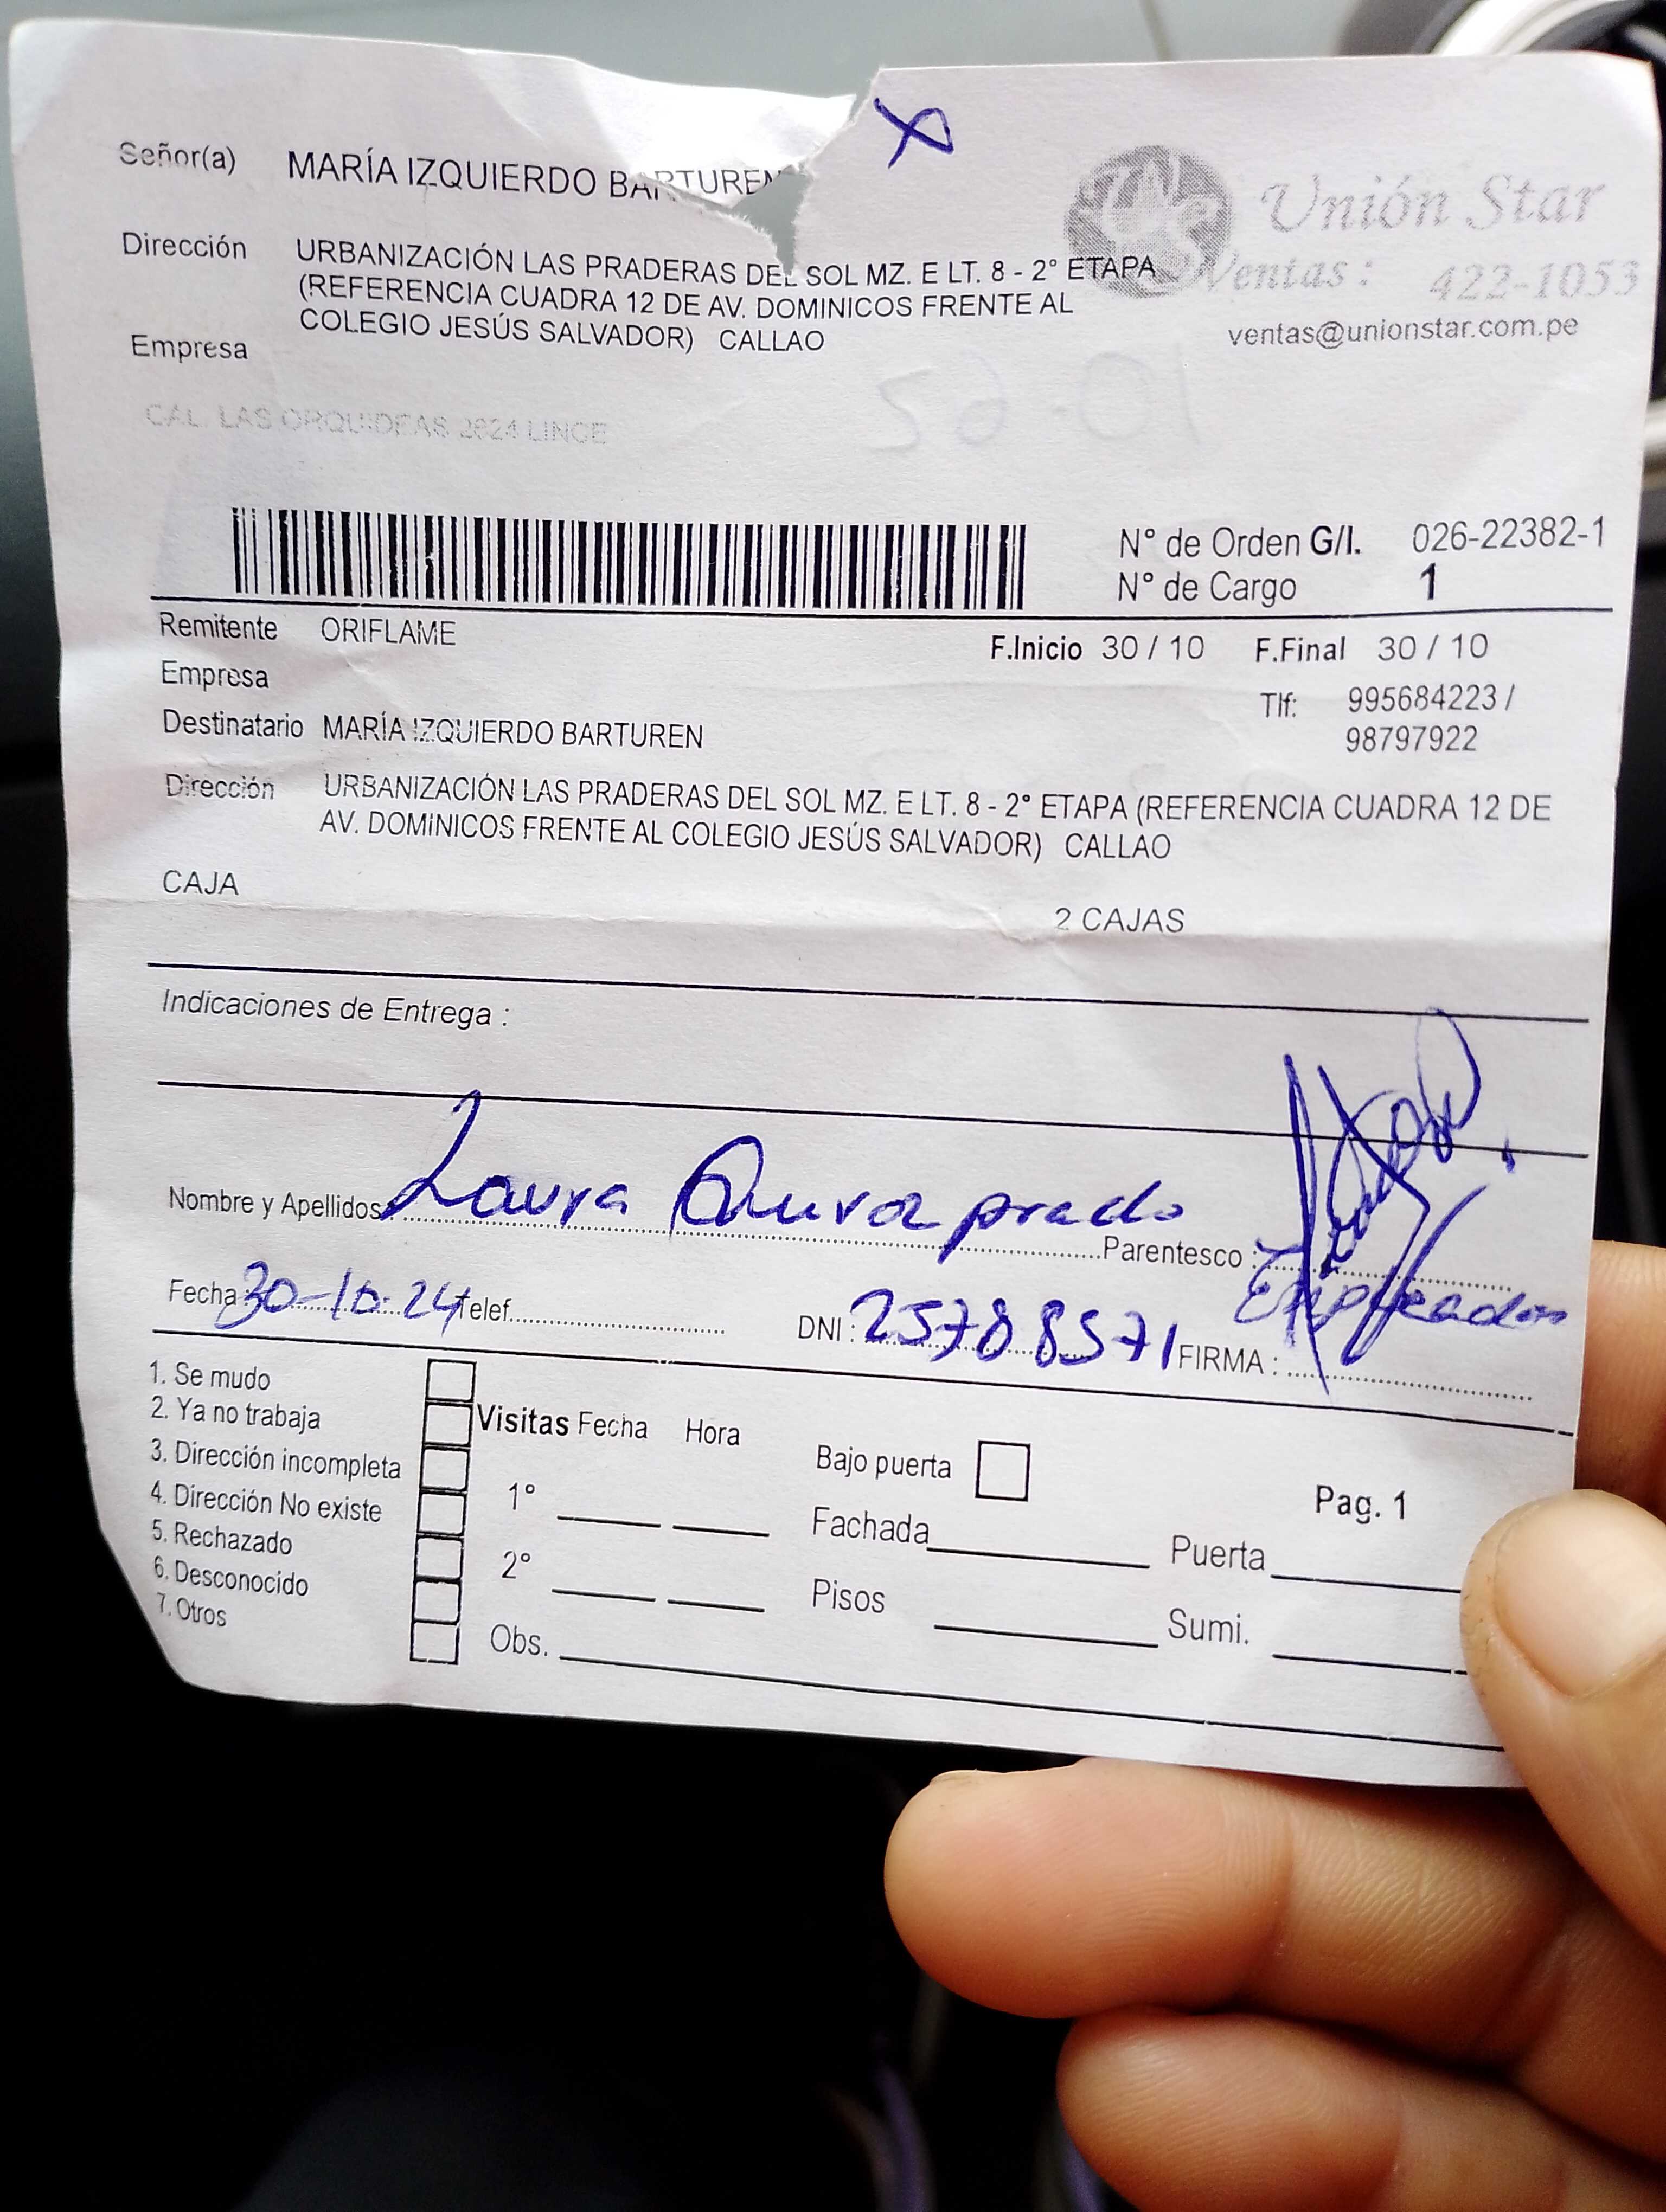 Señor(a) MARÍA IZQUIERDO BARTUREN
Unión Star
Ventas: 422-1053
ventas@unionstar.com.pe
Dirección URBANIZACIÓN LAS PRADERAS DEL SOL MZ. E LT. 8 - 2° ETAPA
(REFERENCIA CUADRA 12 DE AV. DOMINICOS FRENTE AL
COLEGIO JESÚS SALVADOR) CALLAO
Empresa
CAL. LAS ORQUIDEAS 2624 LINCE
N° de Orden G/I. 026-22382-1
N° de Cargo 1
Remitente ORIFLAME
F.Inicio 30 / 10 F.Final 30 / 10
Empresa
Tlf: 995684223 /
98797922
Destinatario MARÍA IZQUIERDO BARTUREN
Dirección URBANIZACIÓN LAS PRADERAS DEL SOL MZ. E LT. 8 - 2° ETAPA (REFERENCIA CUADRA 12 DE
AV. DOMINICOS FRENTE AL COLEGIO JESÚS SALVADOR) CALLAO
CAJA
2 CAJAS
Indicaciones de Entrega :
Nombre y Apellidos: Laura prado
Parentesco :
Fecha 30-10-24 Telef.
DNI : 25788571 FIRMA :
1. Se mudo
2. Ya no trabaja
3. Dirección incompleta
4. Dirección No existe
5. Rechazado
6. Desconocido
7. Otros
Visitas Fecha Hora
1°
2°
Obs.
Bajo puerta
Fachada
Pisos
Pag. 1
Puerta
Sumi.